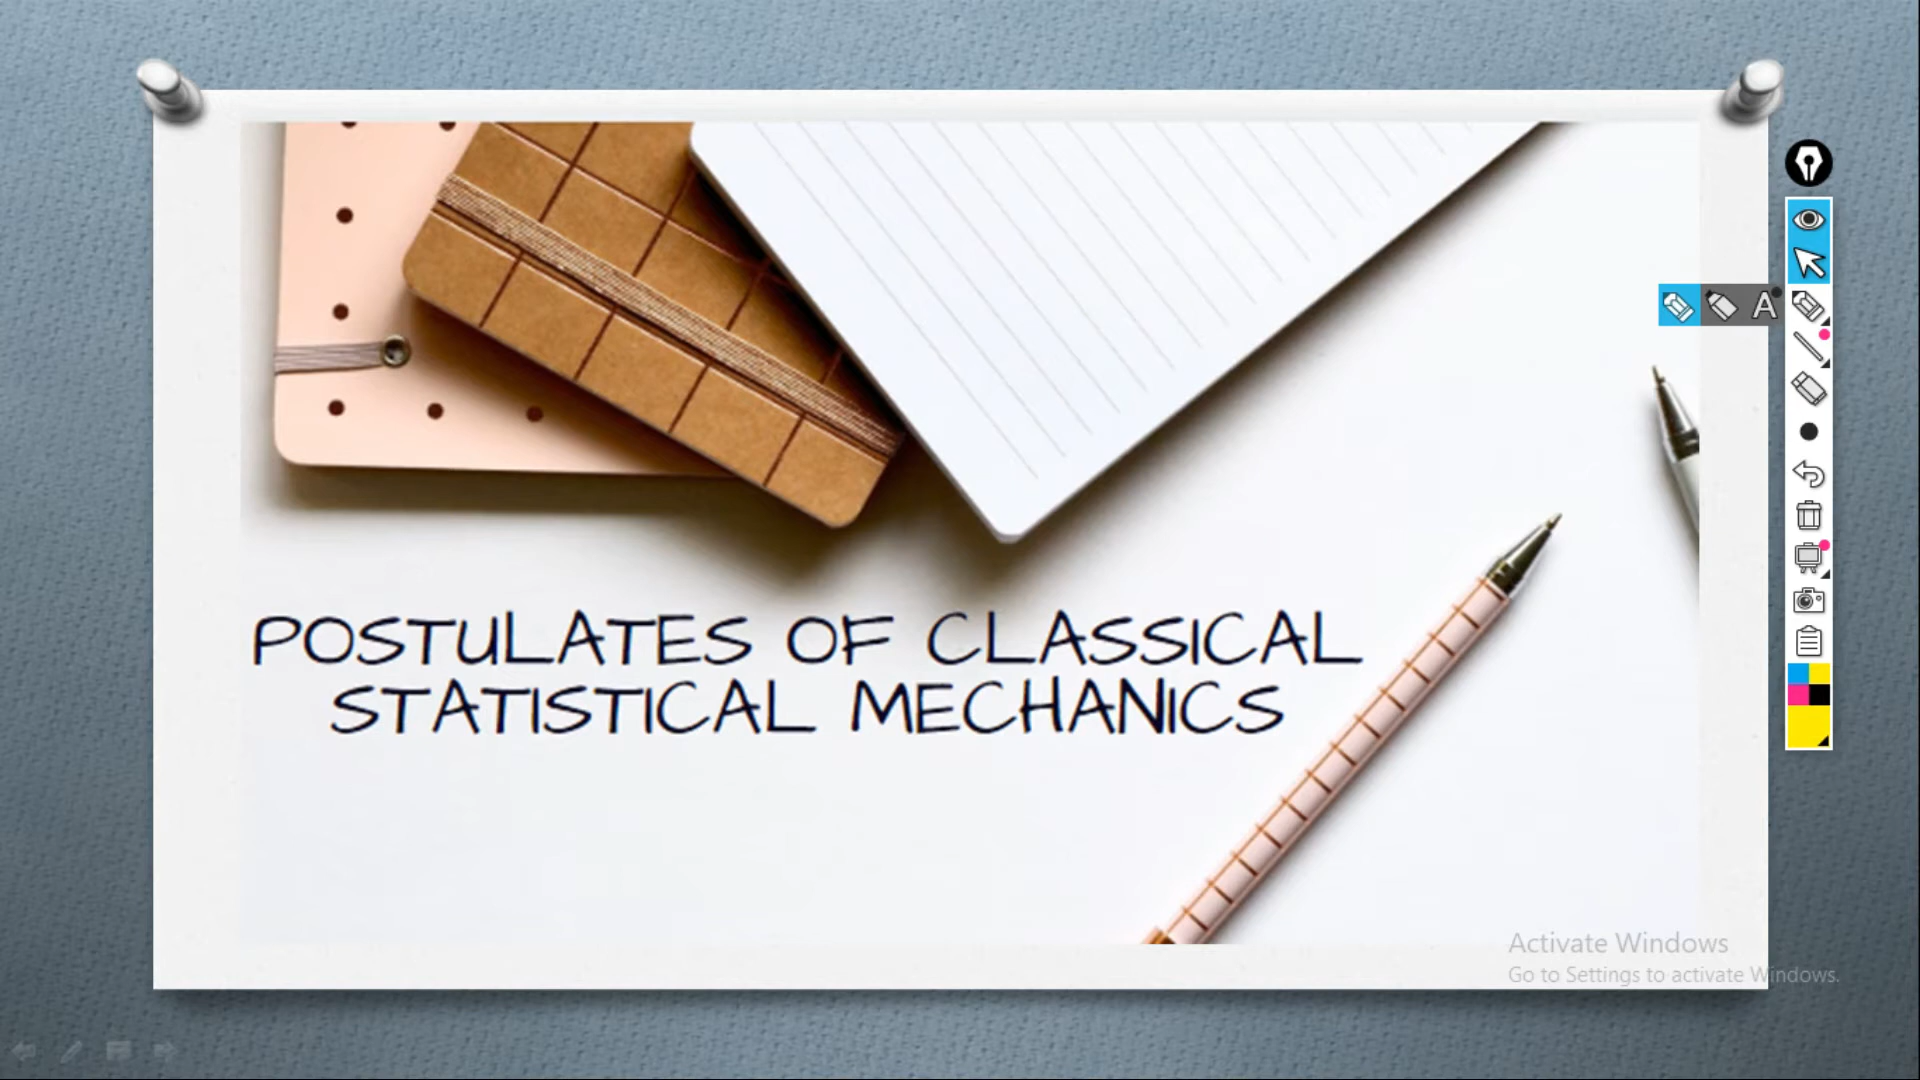 POSTULATES OF CLASSICAL
STATISTICAL MECHANICS
A
Activate Windows
Go to Settings to activate Windows.